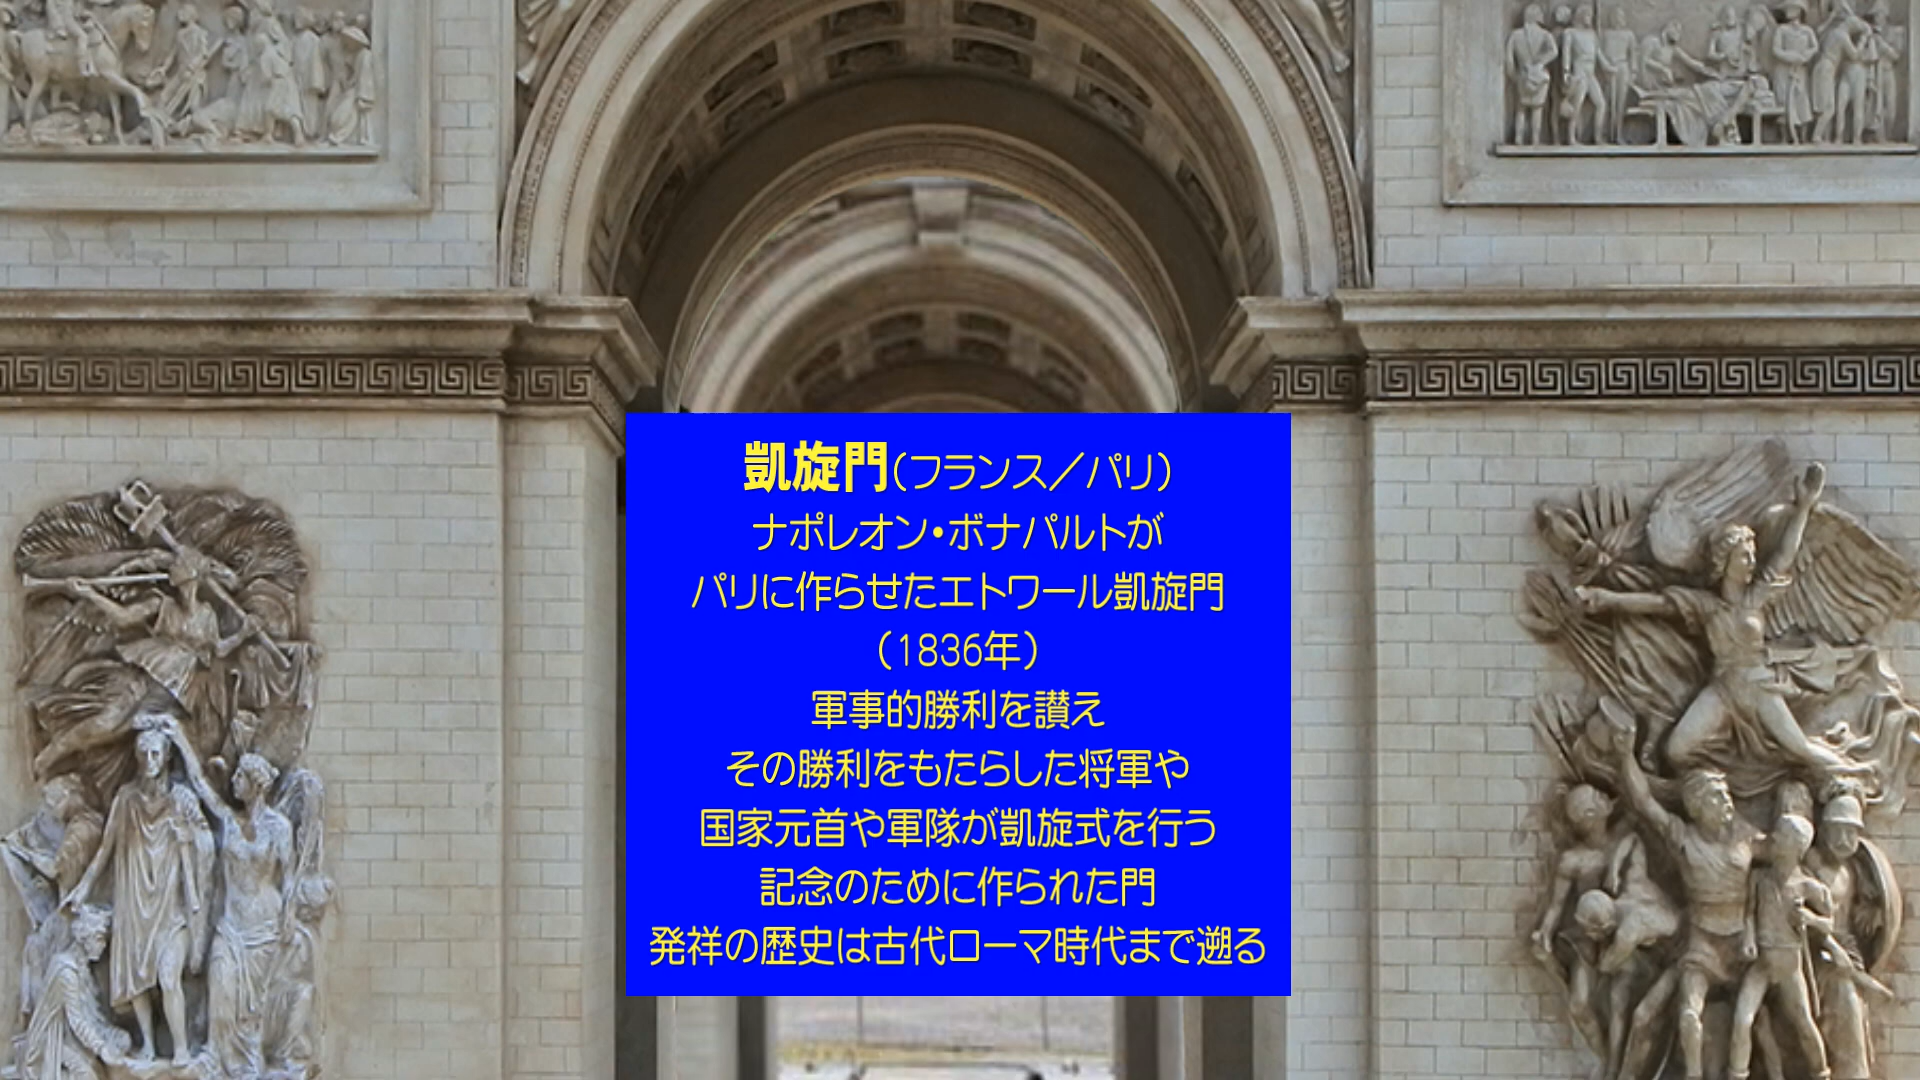 凱旋門（フランス／パリ）
ナポレオン・ボナパルトが
パリに作らせたエトワール凱旋門
（1836年）
軍事的勝利を讃え
その勝利をもたらした将軍や
国家元首や軍隊が凱旋式を行う
記念のために作られた門
発祥の歴史は古代ローマ時代まで遡る